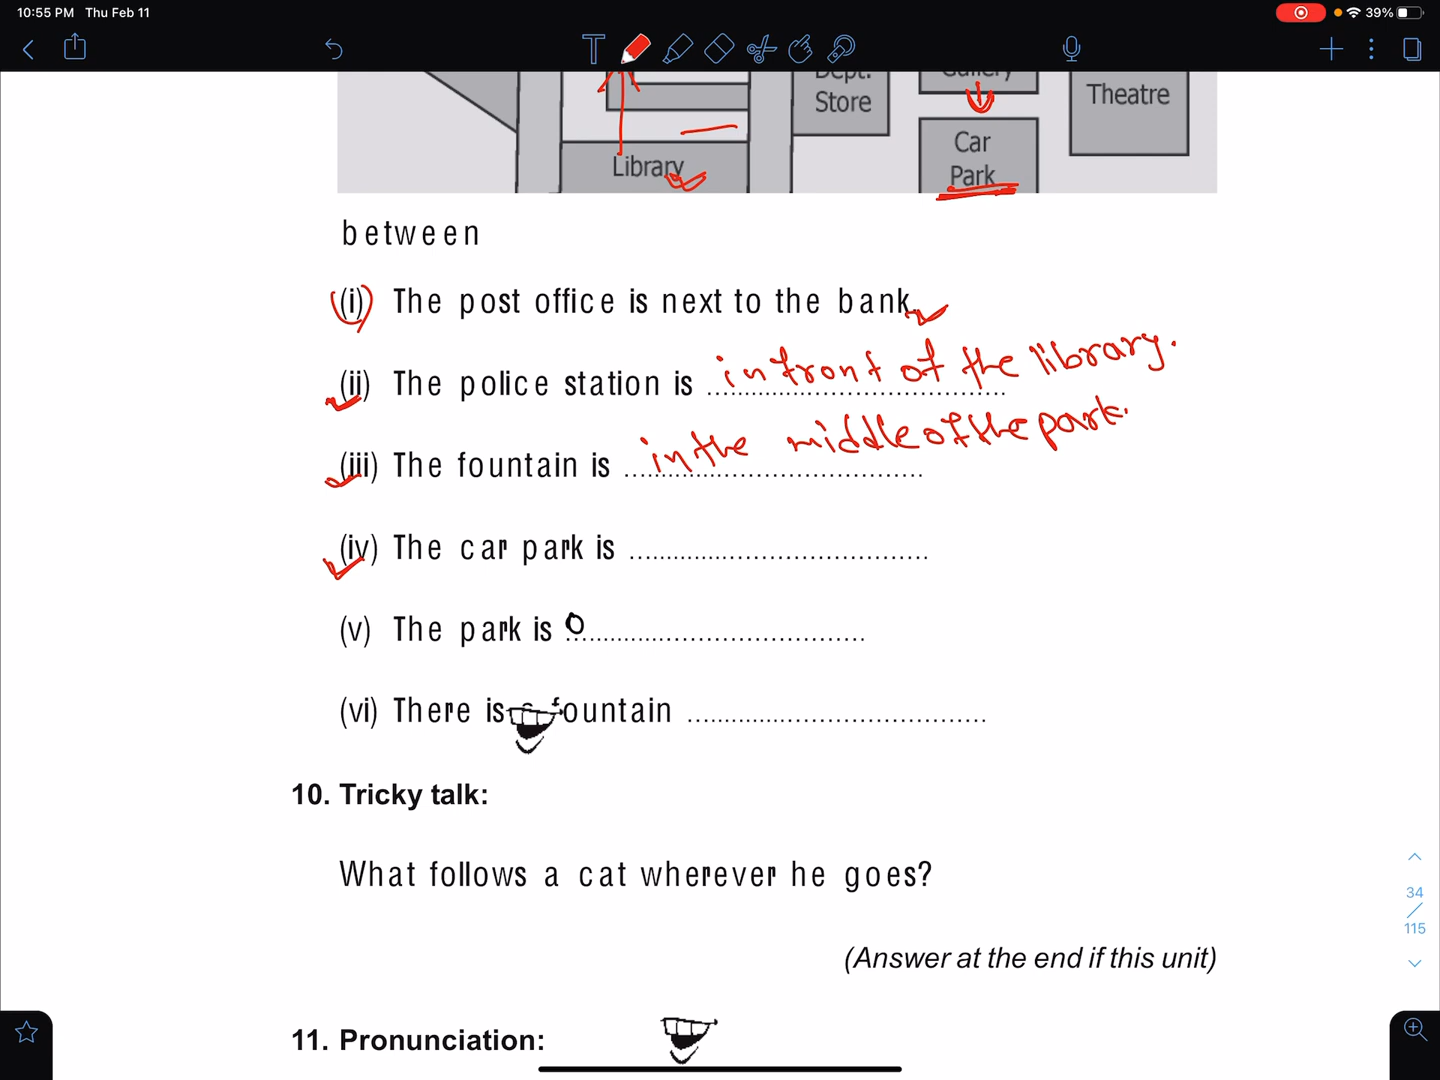 10:55 PM Thu Feb 11
39%
Dept.
Store
Gallery
Theatre
Car
Park
Library
between
(i) The post office is next to the bank.
(ii) The police station is in front of the library.
(iii) The fountain is in the middle of the park.
(iv) The car park is ....................................
(v) The park is ....................................
(vi) There is a fountain ....................................
10. Tricky talk:
What follows a cat wherever he goes?
(Answer at the end if this unit)
11. Pronunciation:
34
/
115